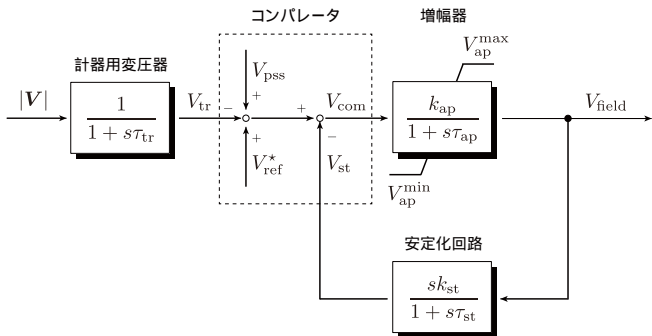 コンパレータ
増幅器
計器用変圧器
V_ap^max
V_pss
|V|
V_tr
V_com
V_field
1
1 + sτ_tr
k_ap
1 + sτ_ap
−
+
+
+
−
V_ref^⋆
V_st
V_ap^min
安定化回路
sk_st
1 + sτ_st